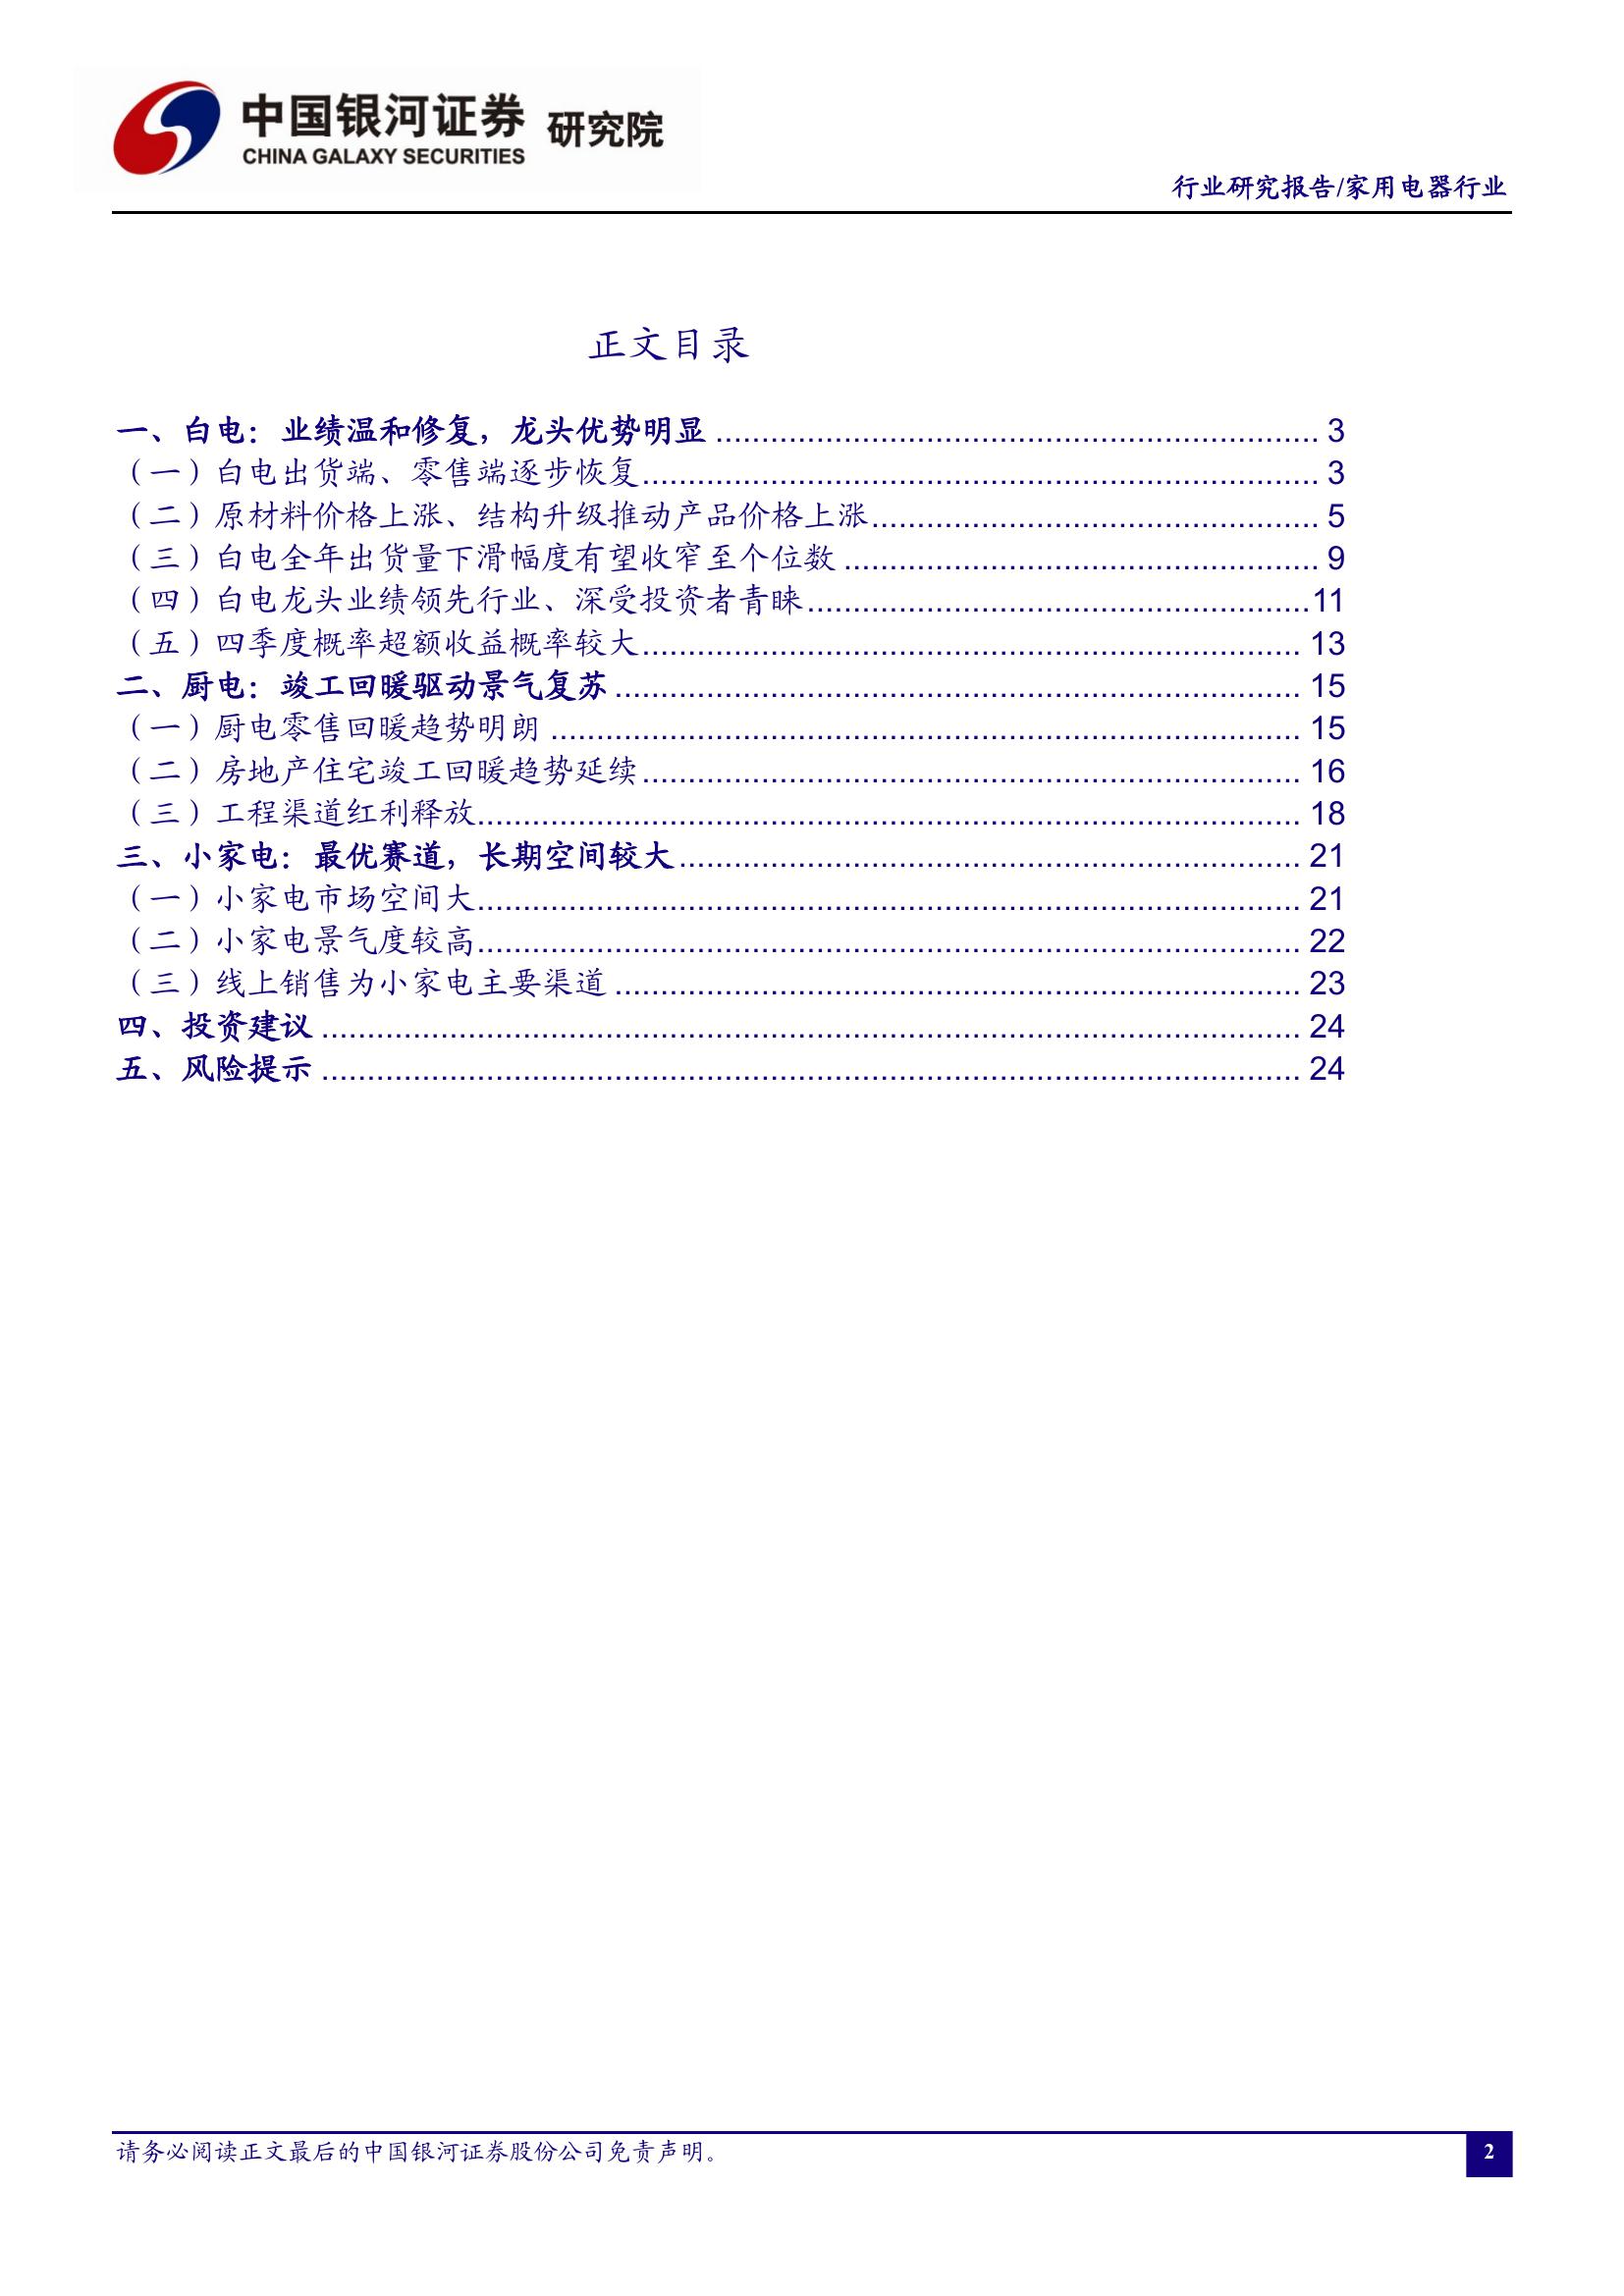 中国银河证券 研究院
CHINA GALAXY SECURITIES
行业研究报告/家用电器行业
正文目录
一、白电：业绩温和修复，龙头优势明显 ........ 3
（一）白电出货端、零售端逐步恢复........ 3
（二）原材料价格上涨、结构升级推动产品价格上涨........ 5
（三）白电全年出货量下滑幅度有望收窄至个位数 ........ 9
（四）白电龙头业绩领先行业、深受投资者青睐........11
（五）四季度概率超额收益概率较大........ 13
二、厨电：竣工回暖驱动景气复苏 ........ 15
（一）厨电零售回暖趋势明朗 ........ 15
（二）房地产住宅竣工回暖趋势延续........ 16
（三）工程渠道红利释放........ 18
三、小家电：最优赛道，长期空间较大........ 21
（一）小家电市场空间大........ 21
（二）小家电景气度较高........ 22
（三）线上销售为小家电主要渠道 ........ 23
四、投资建议 ........ 24
五、风险提示 ........ 24
请务必阅读正文最后的中国银河证券股份公司免责声明。
2